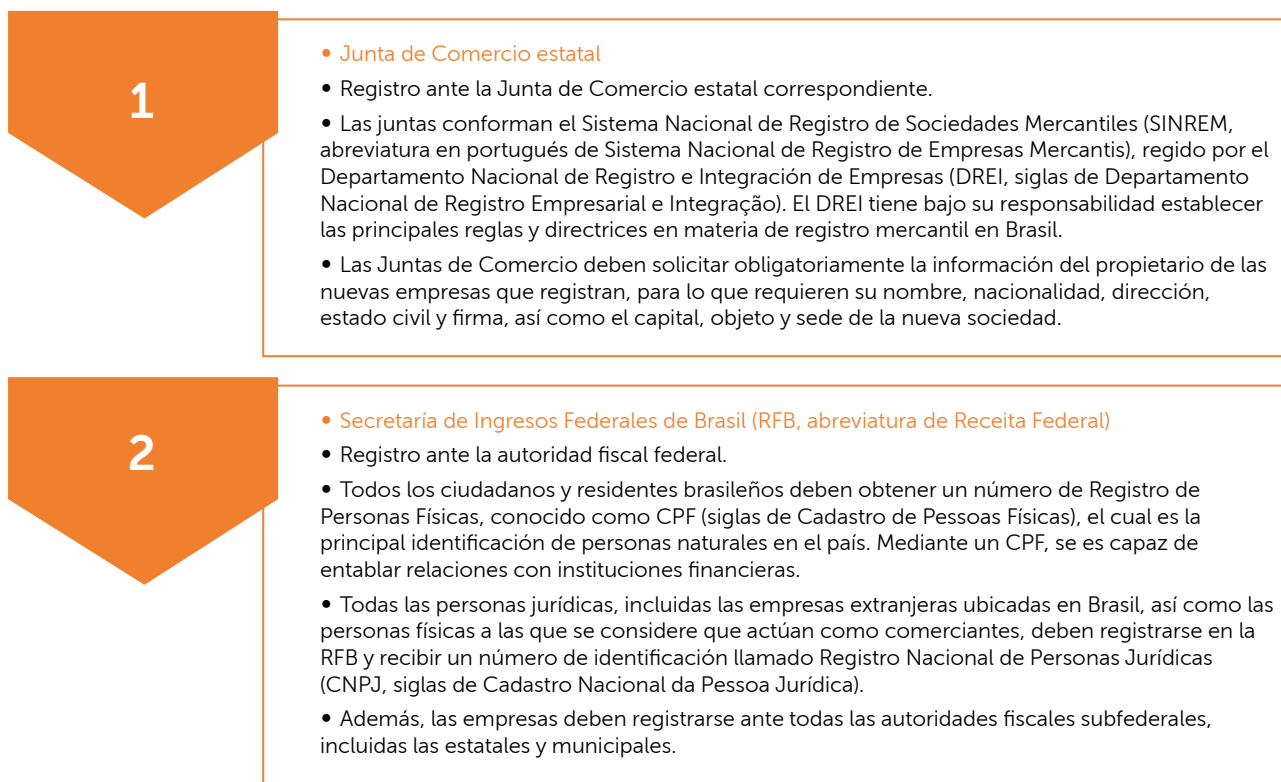 1
• Junta de Comercio estatal
• Registro ante la Junta de Comercio estatal correspondiente.
• Las juntas conforman el Sistema Nacional de Registro de Sociedades Mercantiles (SINREM,
abreviatura en portugués de Sistema Nacional de Registro de Empresas Mercantis), regido por el
Departamento Nacional de Registro e Integración de Empresas (DREI, siglas de Departamento
Nacional de Registro Empresarial e Integração). El DREI tiene bajo su responsabilidad establecer
las principales reglas y directrices en materia de registro mercantil en Brasil.
• Las Juntas de Comercio deben solicitar obligatoriamente la información del propietario de las
nuevas empresas que registran, para lo que requieren su nombre, nacionalidad, dirección,
estado civil y firma, así como el capital, objeto y sede de la nueva sociedad.
2
• Secretaría de Ingresos Federales de Brasil (RFB, abreviatura de Receita Federal)
• Registro ante la autoridad fiscal federal.
• Todos los ciudadanos y residentes brasileños deben obtener un número de Registro de
Personas Físicas, conocido como CPF (siglas de Cadastro de Pessoas Físicas), el cual es la
principal identificación de personas naturales en el país. Mediante un CPF, se es capaz de
entablar relaciones con instituciones financieras.
• Todas las personas jurídicas, incluidas las empresas extranjeras ubicadas en Brasil, así como las
personas físicas a las que se considere que actúan como comerciantes, deben registrarse en la
RFB y recibir un número de identificación llamado Registro Nacional de Personas Jurídicas
(CNPJ, siglas de Cadastro Nacional da Pessoa Jurídica).
• Además, las empresas deben registrarse ante todas las autoridades fiscales subfederales,
incluidas las estatales y municipales.